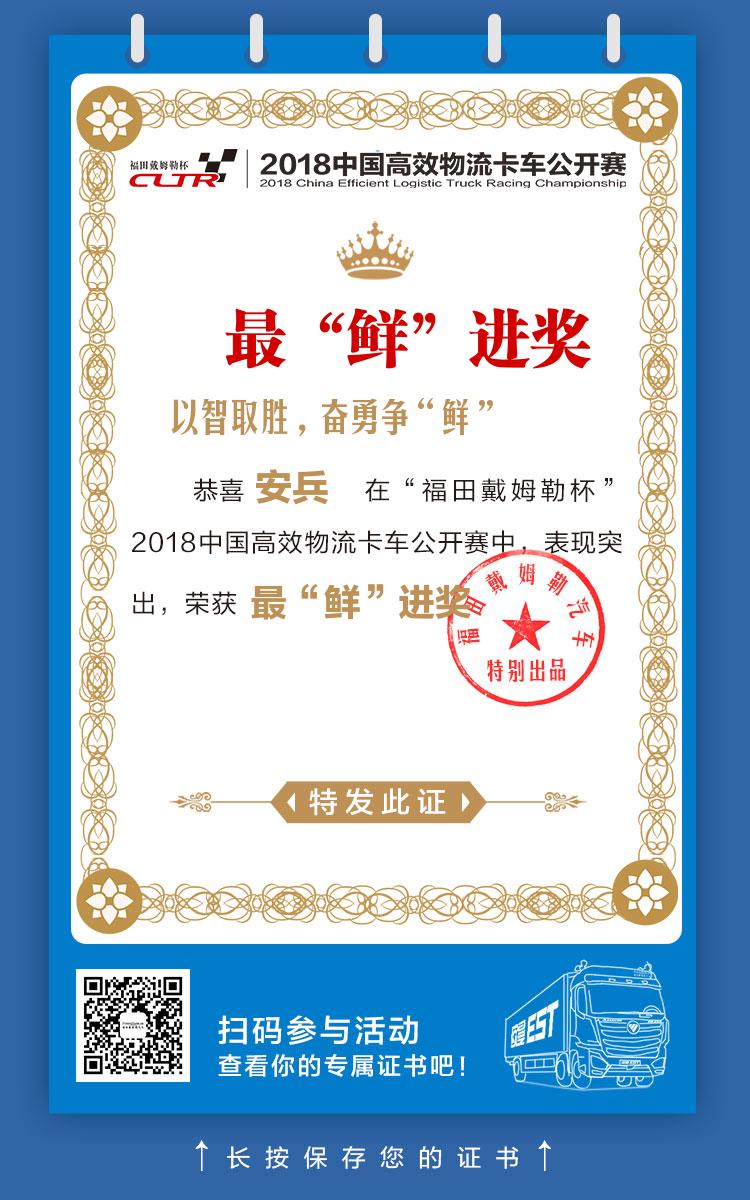 福田戴姆勒杯
CLTR
2018中国高效物流卡车公开赛
2018 China Efficient Logistic Truck Racing Championship
最“鲜”进奖
以智取胜，奋勇争“鲜”
恭喜 安兵 在“福田戴姆勒杯”
2018中国高效物流卡车公开赛中，表现突
出，荣获 最“鲜”进奖
福田戴姆勒汽车
特别出品
特发此证
扫码参与活动
查看你的专属证书吧！
EST
↑长按保存您的证书↑